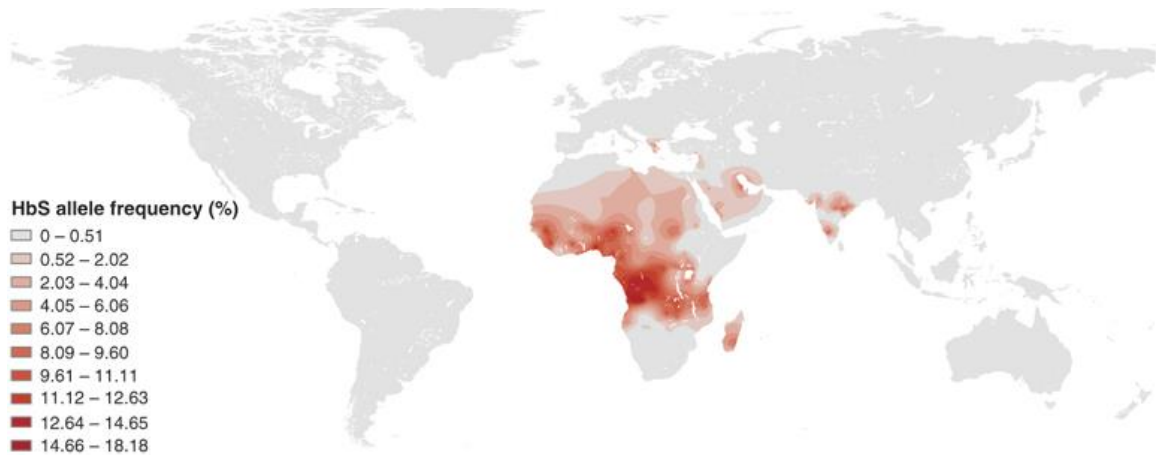 HbS allele frequency (%)
0 – 0.51
0.52 – 2.02
2.03 – 4.04
4.05 – 6.06
6.07 – 8.08
8.09 – 9.60
9.61 – 11.11
11.12 – 12.63
12.64 – 14.65
14.66 – 18.18